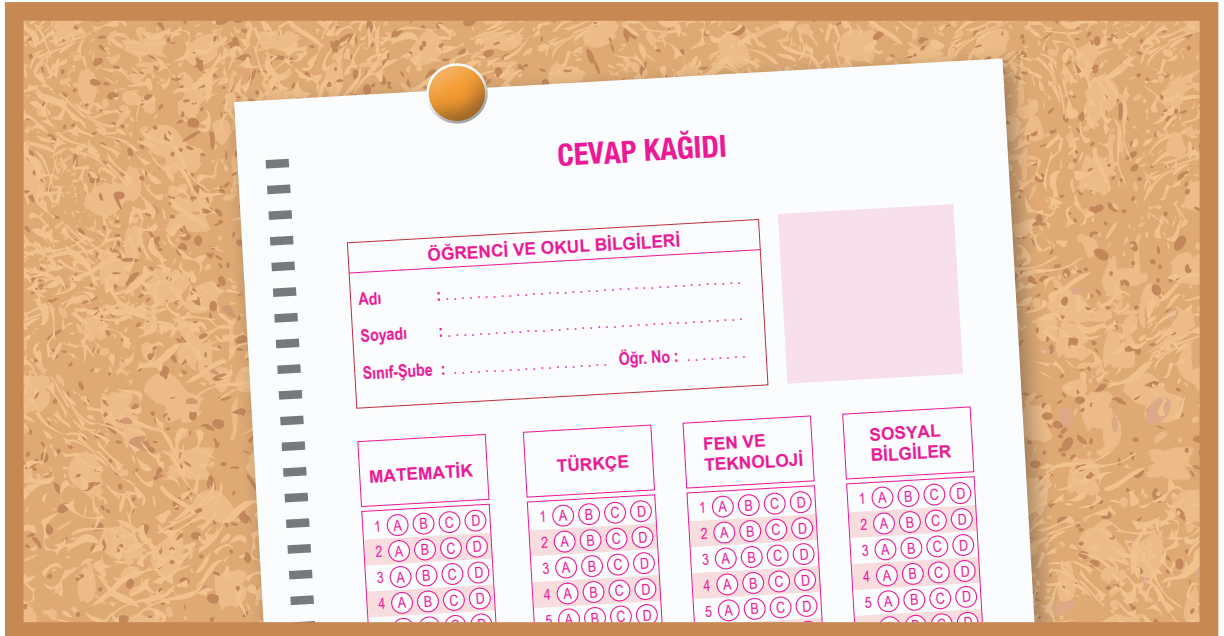 CEVAP KAĞIDI
ÖĞRENCİ VE OKUL BİLGİLERİ
Adı : . . . . . . . . . . . . . . . . . . . . . . . . . . . . . . . . . . . . .
Soyadı : . . . . . . . . . . . . . . . . . . . . . . . . . . . . . . . . . . . . .
Sınıf-Şube : . . . . . . . . . . . . . . . . . . . Öğr. No : . . . . . . . .
MATEMATİK
1 A B C D
2 A B C D
3 A B C D
4 A B C D
TÜRKÇE
1 A B C D
2 A B C D
3 A B C D
4 A B C D
5 A B C D
FEN VE
TEKNOLOJİ
1 A B C D
2 A B C D
3 A B C D
4 A B C D
5 A B C D
SOSYAL
BİLGİLER
1 A B C D
2 A B C D
3 A B C D
4 A B C D
5 A B C D